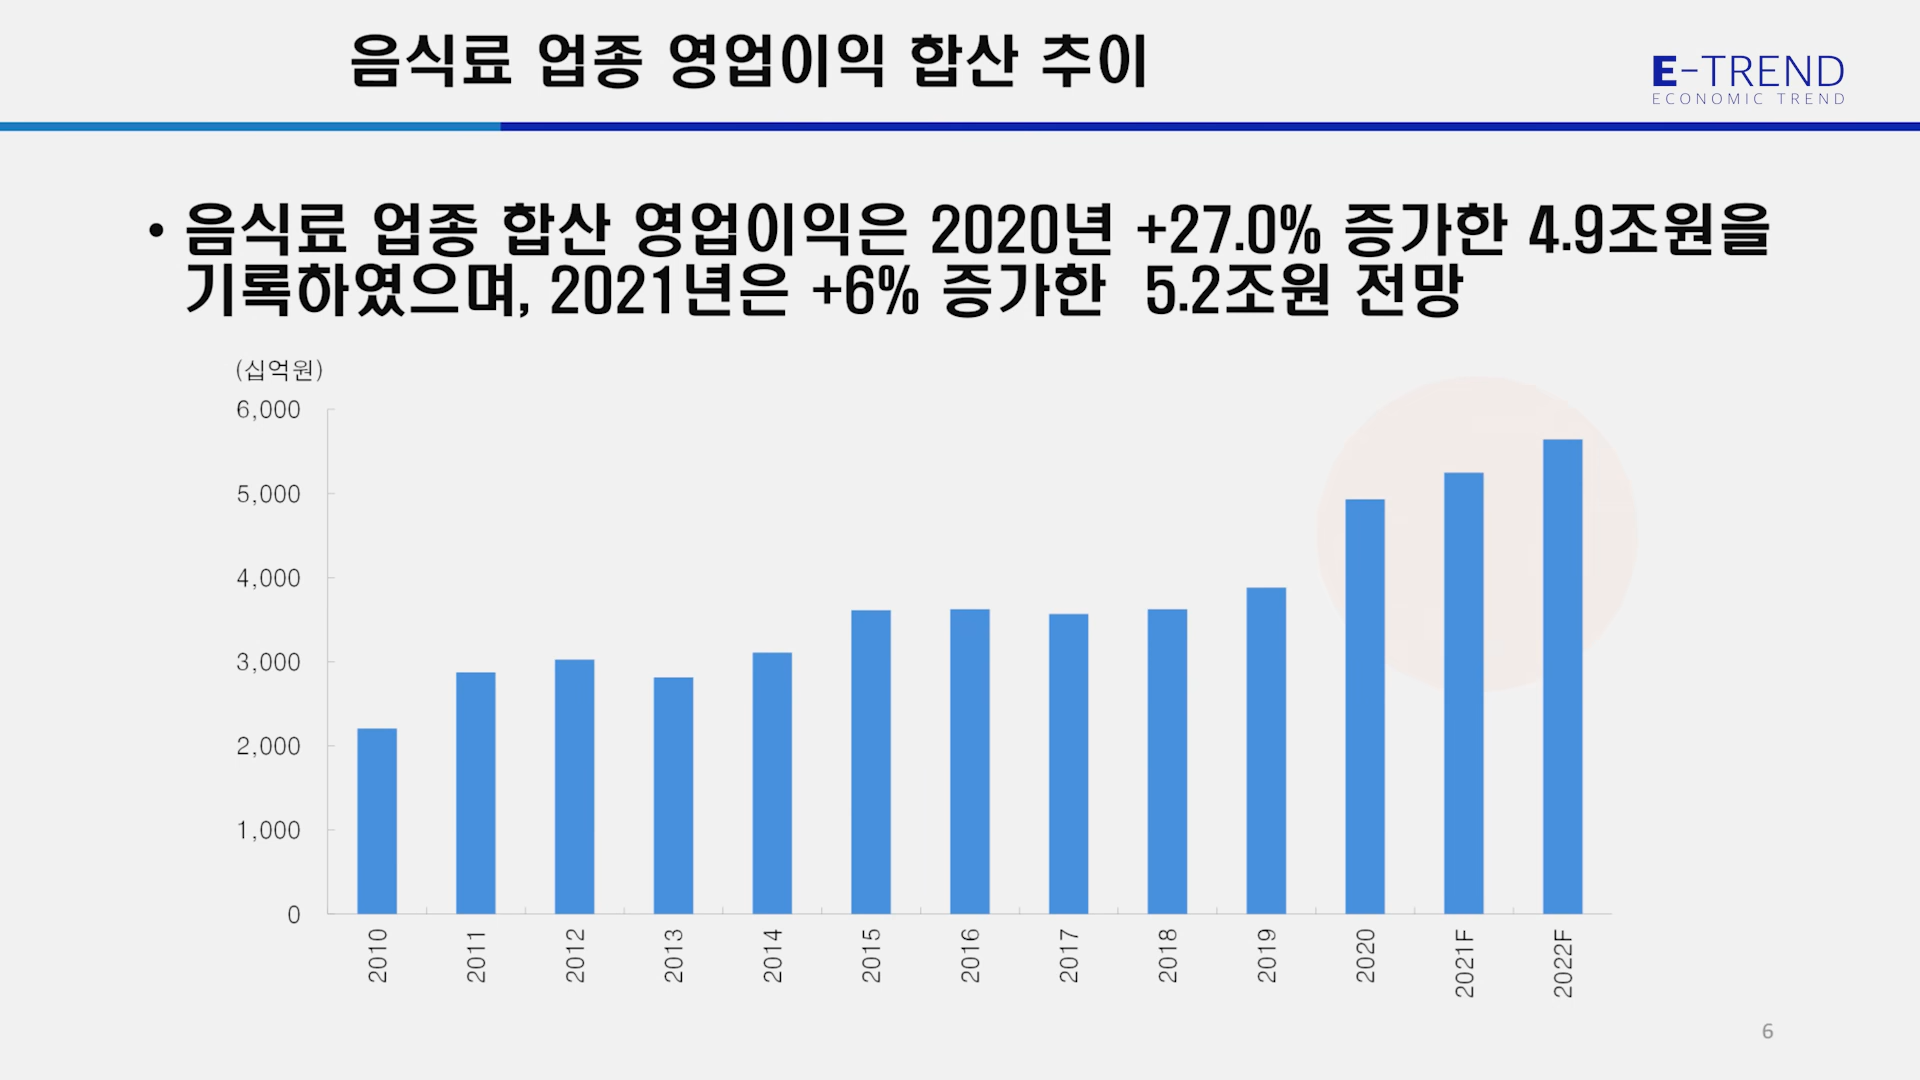 음식료 업종 영업이익 합산 추이
E-TREND
ECONOMIC TREND
• 음식료 업종 합산 영업이익은 2020년 +27.0% 증가한 4.9조원을
기록하였으며, 2021년은 +6% 증가한 5.2조원 전망
(십억원)
6,000
5,000
4,000
3,000
2,000
1,000
0
2010
2011
2012
2013
2014
2015
2016
2017
2018
2019
2020
2021F
2022F
6